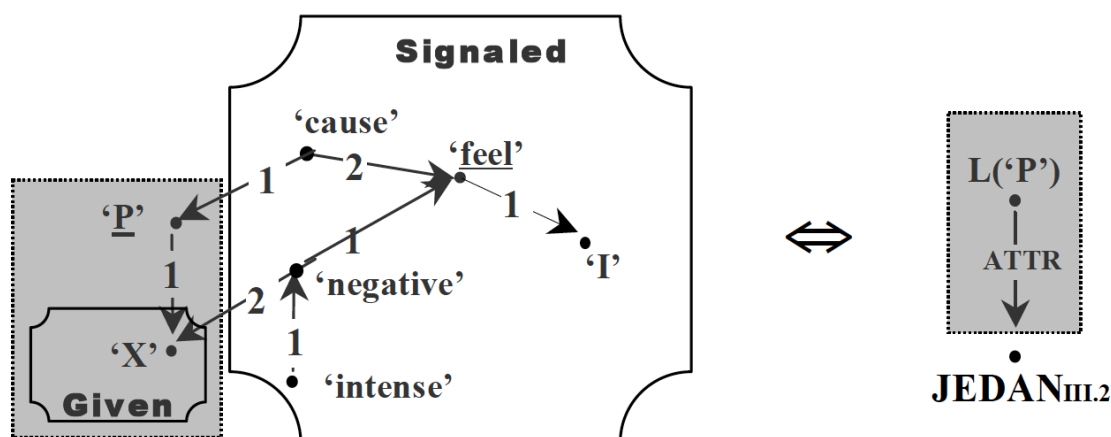 Signaled
‘cause’
2
‘feel’
1
‘P’
1
1
1
‘I’
‘negative’
2
‘X’
1
‘intense’
Given
⇔
L(‘P’)
ATTR
JEDANIII.2